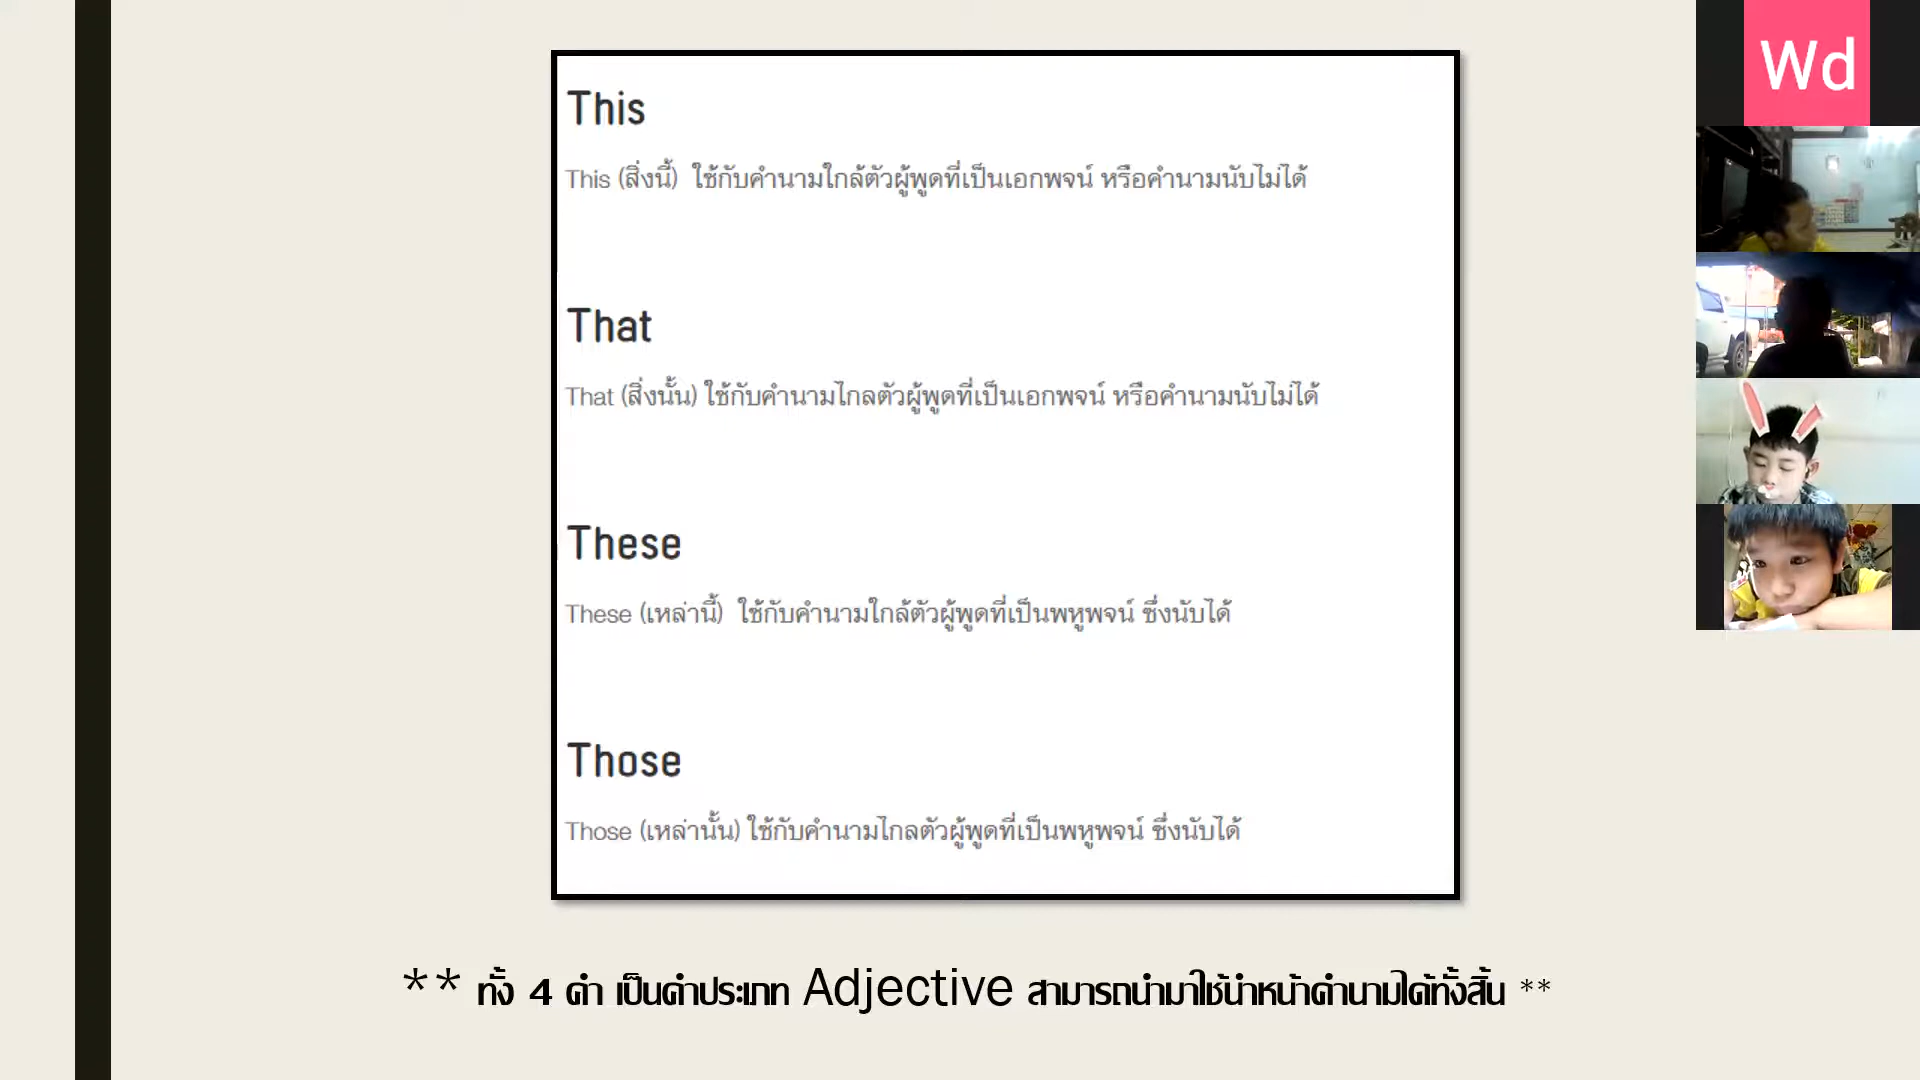 This
This (สิ่งนี้) ใช้กับคำนามใกล้ตัวผู้พูดที่เป็นเอกพจน์ หรือคำนามนับไม่ได้
That
That (สิ่งนั้น) ใช้กับคำนามไกลตัวผู้พูดที่เป็นเอกพจน์ หรือคำนามนับไม่ได้
These
These (เหล่านี้) ใช้กับคำนามใกล้ตัวผู้พูดที่เป็นพหูพจน์ ซึ่งนับได้
Those
Those (เหล่านั้น) ใช้กับคำนามไกลตัวผู้พูดที่เป็นพหูพจน์ ซึ่งนับได้
** ทั้ง 4 คำ เป็นคำประเภท Adjective สามารถนำมาใช้นำหน้าคำนามได้ทั้งสิ้น **
Wd